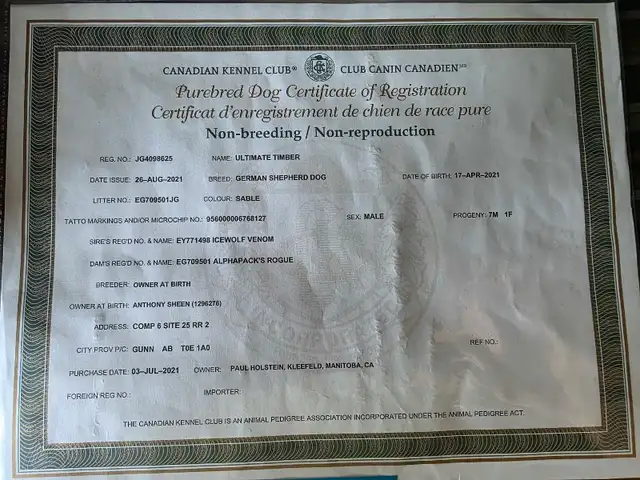 CANADIAN KENNEL CLUB® CLUB CANIN CANADIEN MD
Purebred Dog Certificate of Registration
Certificat d'enregistrement de chien de race pure
Non-breeding / Non-reproduction
REG. NO.: JG4098625 NAME: ULTIMATE TIMBER
DATE ISSUE: 26-AUG-2021 BREED: GERMAN SHEPHERD DOG DATE OF BIRTH: 17-APR-2021
LITTER NO.: EG709501JG COLOUR: SABLE
TATTO MARKINGS AND/OR MICROCHIP NO.: 956000006768127 SEX: MALE PROGENY: 7M 1F
SIRE'S REG'D NO. & NAME: EY771498 ICEWOLF VENOM
DAM'S REG'D NO. & NAME: EG709501 ALPHAPACK'S ROGUE
BREEDER: OWNER AT BIRTH
OWNER AT BIRTH: ANTHONY SHEEN (1296276)
ADDRESS: COMP 6 SITE 25 RR 2
CITY PROV P/C: GUNN AB T0E 1A0 REF NO.:
PURCHASE DATE: 03-JUL-2021 OWNER: PAUL HOLSTEIN, KLEEFELD, MANITOBA, CA
FOREIGN REG NO.: IMPORTER:
THE CANADIAN KENNEL CLUB IS AN ANIMAL PEDIGREE ASSOCIATION INCORPORATED UNDER THE ANIMAL PEDIGREE ACT.